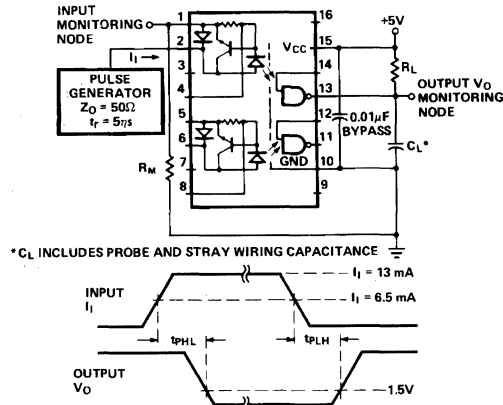 INPUT
MONITORING
NODE
1
16
+5V
I_I →
2
V_CC
15
3
14
R_L
PULSE
GENERATOR
Z_O = 50Ω
t_r = 5ηs
4
13
OUTPUT V_O
MONITORING
NODE
5
12
0.01μF
BYPASS
6
11
C_L*
R_M
7
GND
10
8
9
*C_L INCLUDES PROBE AND STRAY WIRING CAPACITANCE
I_I = 13 mA
INPUT
I_I
I_I = 6.5 mA
t_PHL
t_PLH
OUTPUT
V_O
1.5V